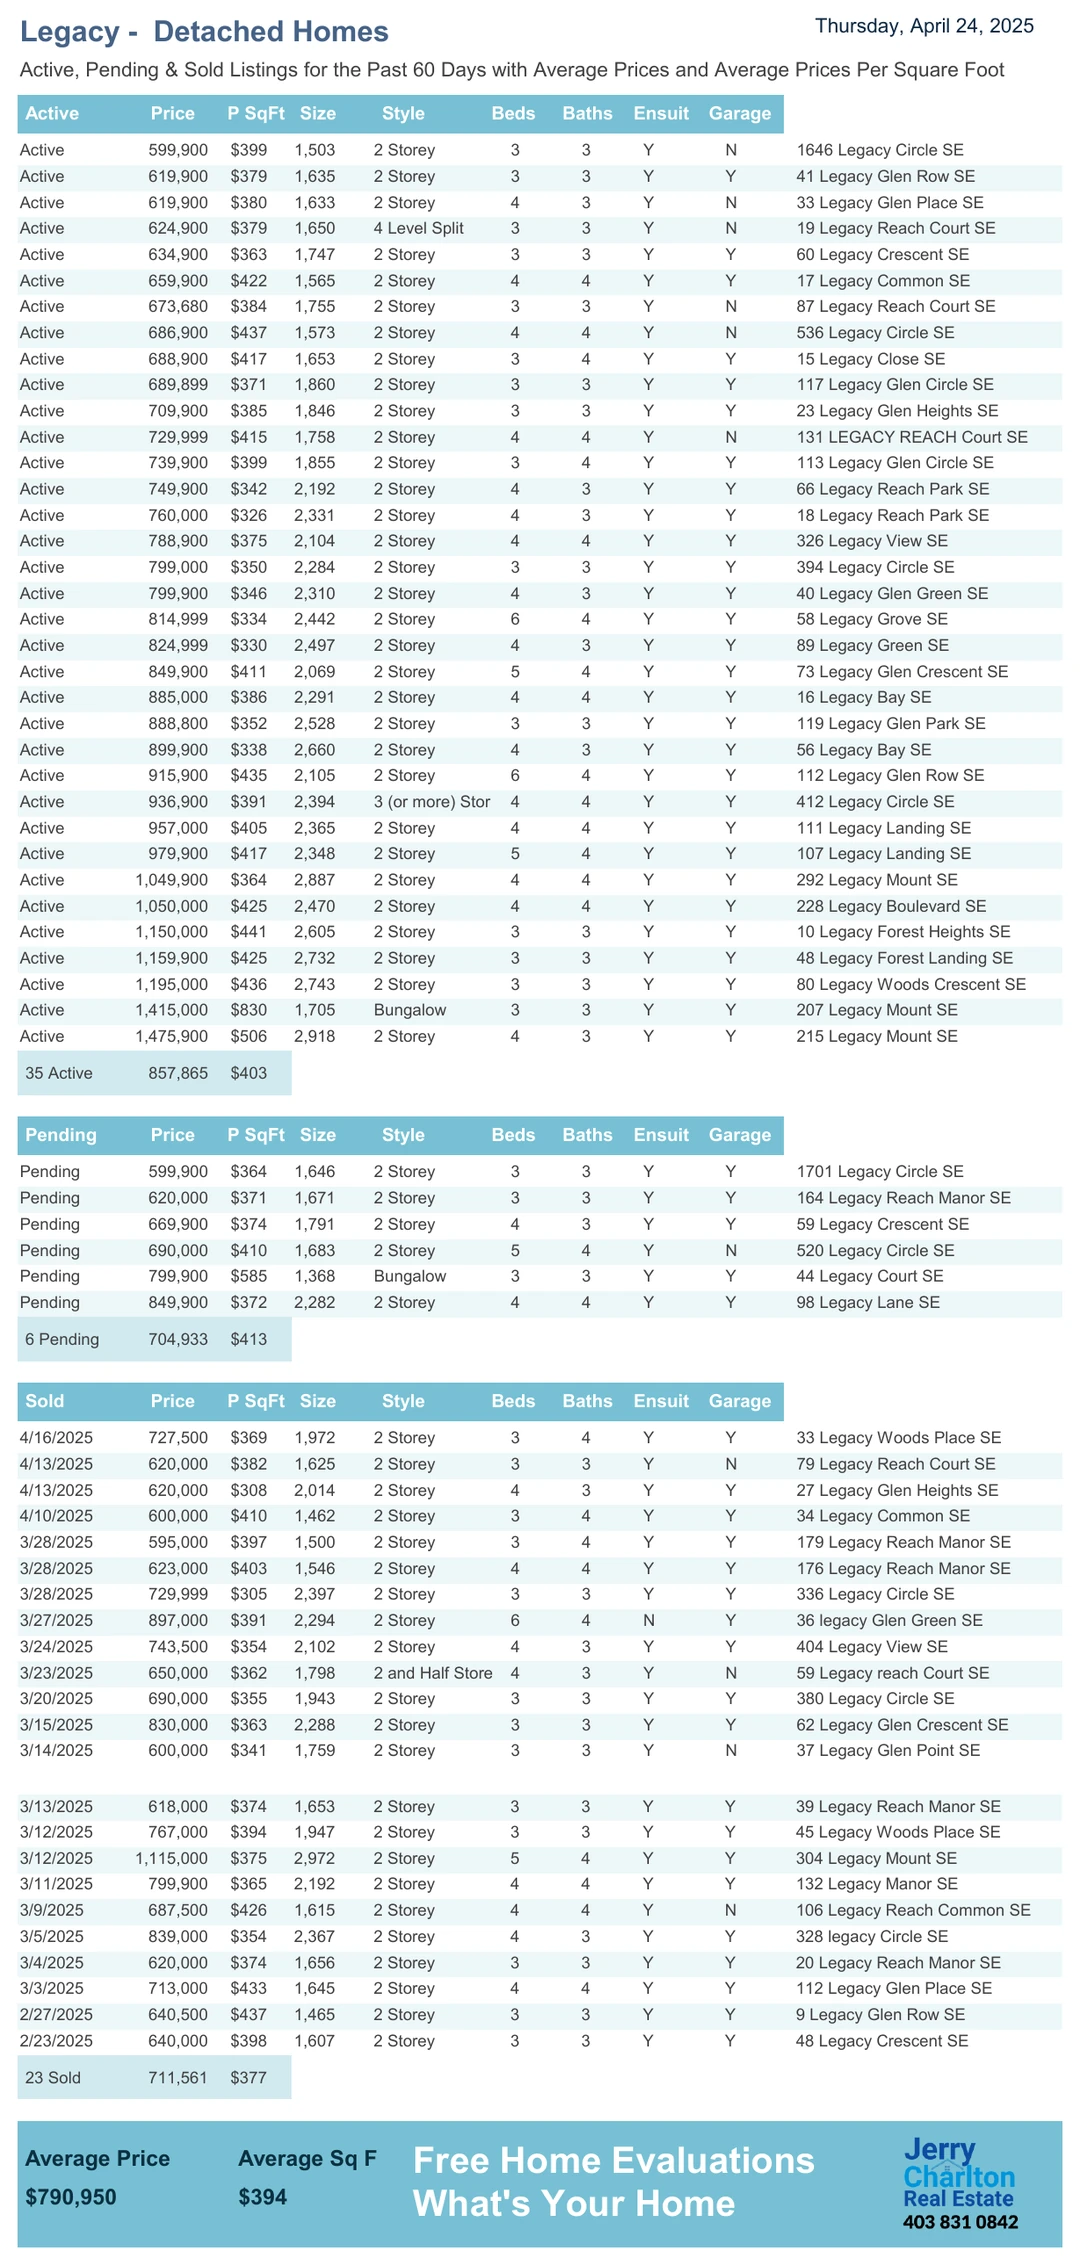 Legacy - Detached Homes
Thursday, April 24, 2025
Active, Pending & Sold Listings for the Past 60 Days with Average Prices and Average Prices Per Square Foot
Active Price P SqFt Size Style Beds Baths Ensuit Garage
Active 599,900 $399 1,503 2 Storey 3 3 Y N 1646 Legacy Circle SE
Active 619,900 $379 1,635 2 Storey 3 3 Y Y 41 Legacy Glen Row SE
Active 619,900 $380 1,633 2 Storey 4 3 Y N 33 Legacy Glen Place SE
Active 624,900 $379 1,650 4 Level Split 3 3 Y N 19 Legacy Reach Court SE
Active 634,900 $363 1,747 2 Storey 3 3 Y Y 60 Legacy Crescent SE
Active 659,900 $422 1,565 2 Storey 4 4 Y Y 17 Legacy Common SE
Active 673,680 $384 1,755 2 Storey 3 3 Y N 87 Legacy Reach Court SE
Active 686,900 $437 1,573 2 Storey 4 4 Y N 536 Legacy Circle SE
Active 688,900 $417 1,653 2 Storey 3 4 Y Y 15 Legacy Close SE
Active 689,899 $371 1,860 2 Storey 3 3 Y Y 117 Legacy Glen Circle SE
Active 709,900 $385 1,846 2 Storey 3 3 Y Y 23 Legacy Glen Heights SE
Active 729,999 $415 1,758 2 Storey 4 4 Y N 131 LEGACY REACH Court SE
Active 739,900 $399 1,855 2 Storey 3 4 Y Y 113 Legacy Glen Circle SE
Active 749,900 $342 2,192 2 Storey 4 3 Y Y 66 Legacy Reach Park SE
Active 760,000 $326 2,331 2 Storey 4 3 Y Y 18 Legacy Reach Park SE
Active 788,900 $375 2,104 2 Storey 4 4 Y Y 326 Legacy View SE
Active 799,000 $350 2,284 2 Storey 3 3 Y Y 394 Legacy Circle SE
Active 799,900 $346 2,310 2 Storey 4 3 Y Y 40 Legacy Glen Green SE
Active 814,999 $334 2,442 2 Storey 6 4 Y Y 58 Legacy Grove SE
Active 824,999 $330 2,497 2 Storey 4 3 Y Y 89 Legacy Green SE
Active 849,900 $411 2,069 2 Storey 5 4 Y Y 73 Legacy Glen Crescent SE
Active 885,000 $386 2,291 2 Storey 4 4 Y Y 16 Legacy Bay SE
Active 888,800 $352 2,528 2 Storey 3 3 Y Y 119 Legacy Glen Park SE
Active 899,900 $338 2,660 2 Storey 4 3 Y Y 56 Legacy Bay SE
Active 915,900 $435 2,105 2 Storey 6 4 Y Y 112 Legacy Glen Row SE
Active 936,900 $391 2,394 3 (or more) Stor 4 4 Y Y 412 Legacy Circle SE
Active 957,000 $405 2,365 2 Storey 4 4 Y Y 111 Legacy Landing SE
Active 979,900 $417 2,348 2 Storey 5 4 Y Y 107 Legacy Landing SE
Active 1,049,900 $364 2,887 2 Storey 4 4 Y Y 292 Legacy Mount SE
Active 1,050,000 $425 2,470 2 Storey 4 4 Y Y 228 Legacy Boulevard SE
Active 1,150,000 $441 2,605 2 Storey 3 3 Y Y 10 Legacy Forest Heights SE
Active 1,159,900 $425 2,732 2 Storey 3 3 Y Y 48 Legacy Forest Landing SE
Active 1,195,000 $436 2,743 2 Storey 3 3 Y Y 80 Legacy Woods Crescent SE
Active 1,415,000 $830 1,705 Bungalow 3 3 Y Y 207 Legacy Mount SE
Active 1,475,900 $506 2,918 2 Storey 4 3 Y Y 215 Legacy Mount SE
35 Active 857,865 $403
Pending Price P SqFt Size Style Beds Baths Ensuit Garage
Pending 599,900 $364 1,646 2 Storey 3 3 Y Y 1701 Legacy Circle SE
Pending 620,000 $371 1,671 2 Storey 3 3 Y Y 164 Legacy Reach Manor SE
Pending 669,900 $374 1,791 2 Storey 4 3 Y Y 59 Legacy Crescent SE
Pending 690,000 $410 1,683 2 Storey 5 4 Y N 520 Legacy Circle SE
Pending 799,900 $585 1,368 Bungalow 3 3 Y Y 44 Legacy Court SE
Pending 849,900 $372 2,282 2 Storey 4 4 Y Y 98 Legacy Lane SE
6 Pending 704,933 $413
Sold Price P SqFt Size Style Beds Baths Ensuit Garage
4/16/2025 727,500 $369 1,972 2 Storey 3 4 Y Y 33 Legacy Woods Place SE
4/13/2025 620,000 $382 1,625 2 Storey 3 3 Y N 79 Legacy Reach Court SE
4/13/2025 620,000 $308 2,014 2 Storey 4 3 Y Y 27 Legacy Glen Heights SE
4/10/2025 600,000 $410 1,462 2 Storey 3 4 Y Y 34 Legacy Common SE
3/28/2025 595,000 $397 1,500 2 Storey 3 4 Y Y 179 Legacy Reach Manor SE
3/28/2025 623,000 $403 1,546 2 Storey 4 4 Y Y 176 Legacy Reach Manor SE
3/28/2025 729,999 $305 2,397 2 Storey 3 3 Y Y 336 Legacy Circle SE
3/27/2025 897,000 $391 2,294 2 Storey 6 4 N Y 36 legacy Glen Green SE
3/24/2025 743,500 $354 2,102 2 Storey 4 3 Y Y 404 Legacy View SE
3/23/2025 650,000 $362 1,798 2 and Half Store 4 3 Y N 59 Legacy reach Court SE
3/20/2025 690,000 $355 1,943 2 Storey 3 3 Y Y 380 Legacy Circle SE
3/15/2025 830,000 $363 2,288 2 Storey 3 3 Y Y 62 Legacy Glen Crescent SE
3/14/2025 600,000 $341 1,759 2 Storey 3 3 Y N 37 Legacy Glen Point SE
3/13/2025 618,000 $374 1,653 2 Storey 3 3 Y Y 39 Legacy Reach Manor SE
3/12/2025 767,000 $394 1,947 2 Storey 3 3 Y Y 45 Legacy Woods Place SE
3/12/2025 1,115,000 $375 2,972 2 Storey 5 4 Y Y 304 Legacy Mount SE
3/11/2025 799,900 $365 2,192 2 Storey 4 4 Y Y 132 Legacy Manor SE
3/9/2025 687,500 $426 1,615 2 Storey 4 4 Y N 106 Legacy Reach Common SE
3/5/2025 839,000 $354 2,367 2 Storey 4 3 Y Y 328 legacy Circle SE
3/4/2025 620,000 $374 1,656 2 Storey 3 3 Y Y 20 Legacy Reach Manor SE
3/3/2025 713,000 $433 1,645 2 Storey 4 4 Y Y 112 Legacy Glen Place SE
2/27/2025 640,500 $437 1,465 2 Storey 3 3 Y Y 9 Legacy Glen Row SE
2/23/2025 640,000 $398 1,607 2 Storey 3 3 Y Y 48 Legacy Crescent SE
23 Sold 711,561 $377
Average Price Average Sq F
$790,950 $394
Free Home Evaluations
What's Your Home
Jerry
Charlton
Real Estate
403 831 0842